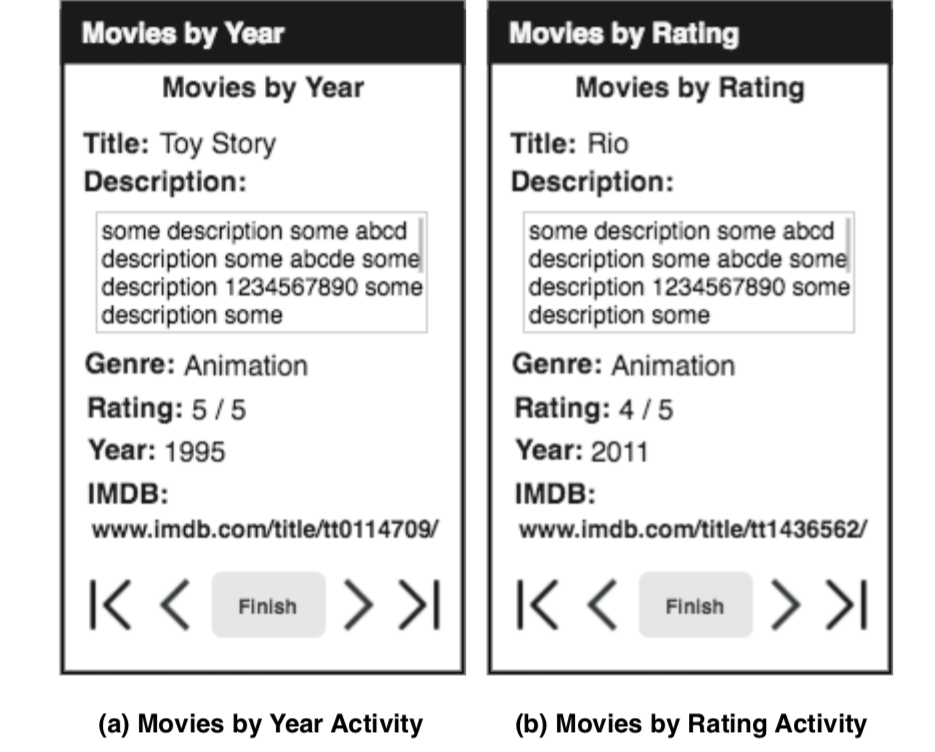 Movies by Year
Movies by Year
Title: Toy Story
Description:
some description some abcd
description some abcde some
description 1234567890 some
description some
Genre: Animation
Rating: 5 / 5
Year: 1995
IMDB:
www.imdb.com/title/tt0114709/
Finish
(a) Movies by Year Activity
Movies by Rating
Movies by Rating
Title: Rio
Description:
some description some abcd
description some abcde some
description 1234567890 some
description some
Genre: Animation
Rating: 4 / 5
Year: 2011
IMDB:
www.imdb.com/title/tt1436562/
Finish
(b) Movies by Rating Activity